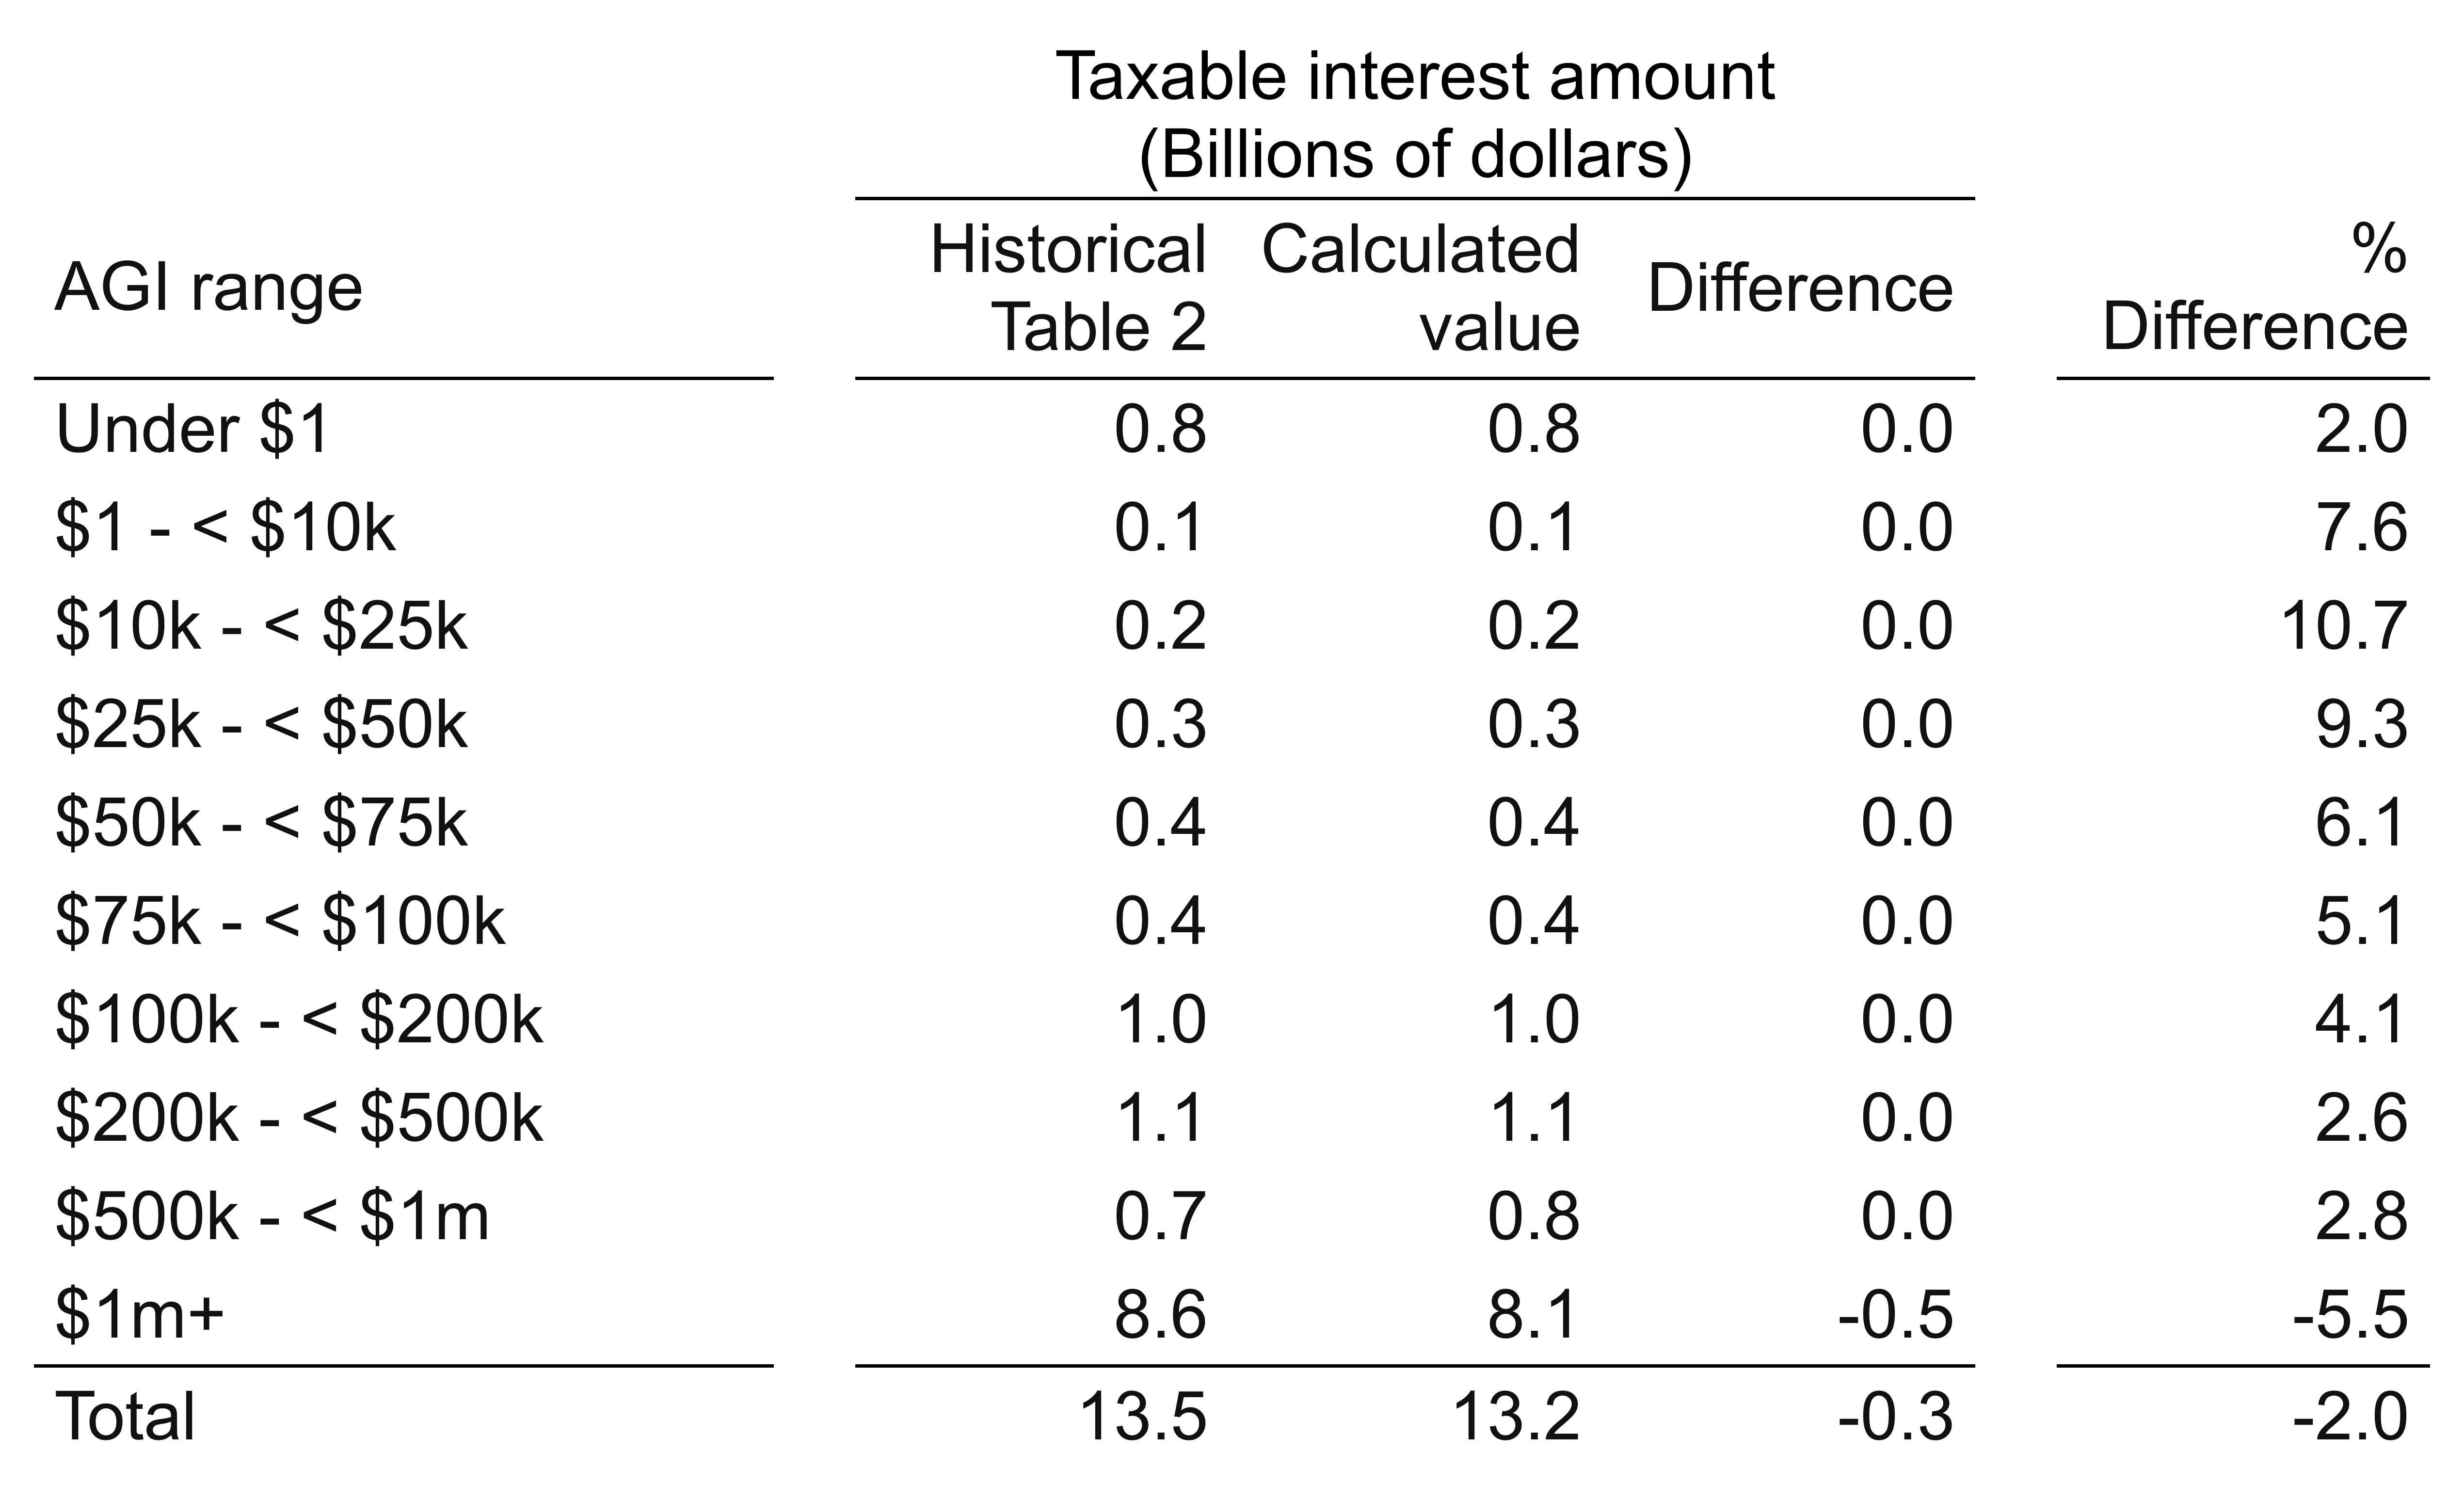 Taxable interest amount
(Billions of dollars)
AGI range Historical Table 2 Calculated value Difference % Difference
Under $1 0.8 0.8 0.0 2.0
$1 - < $10k 0.1 0.1 0.0 7.6
$10k - < $25k 0.2 0.2 0.0 10.7
$25k - < $50k 0.3 0.3 0.0 9.3
$50k - < $75k 0.4 0.4 0.0 6.1
$75k - < $100k 0.4 0.4 0.0 5.1
$100k - < $200k 1.0 1.0 0.0 4.1
$200k - < $500k 1.1 1.1 0.0 2.6
$500k - < $1m 0.7 0.8 0.0 2.8
$1m+ 8.6 8.1 -0.5 -5.5
Total 13.5 13.2 -0.3 -2.0